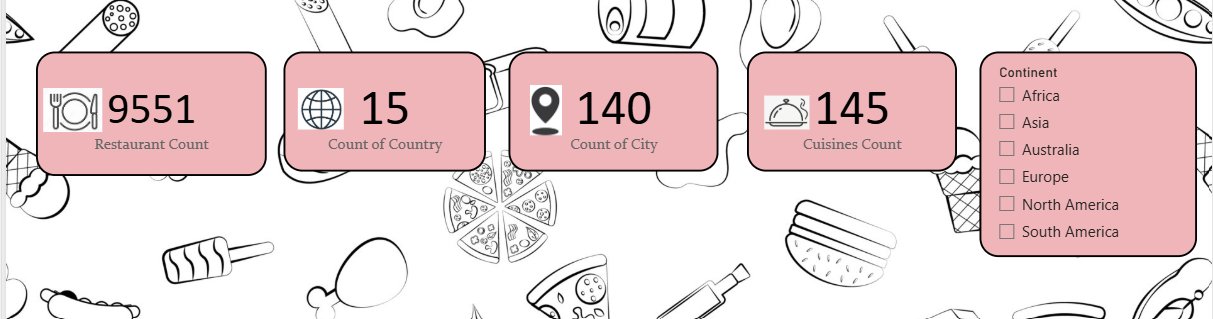 9551
Restaurant Count
15
Count of Country
140
Count of City
145
Cuisines Count
Continent
Africa
Asia
Australia
Europe
North America
South America